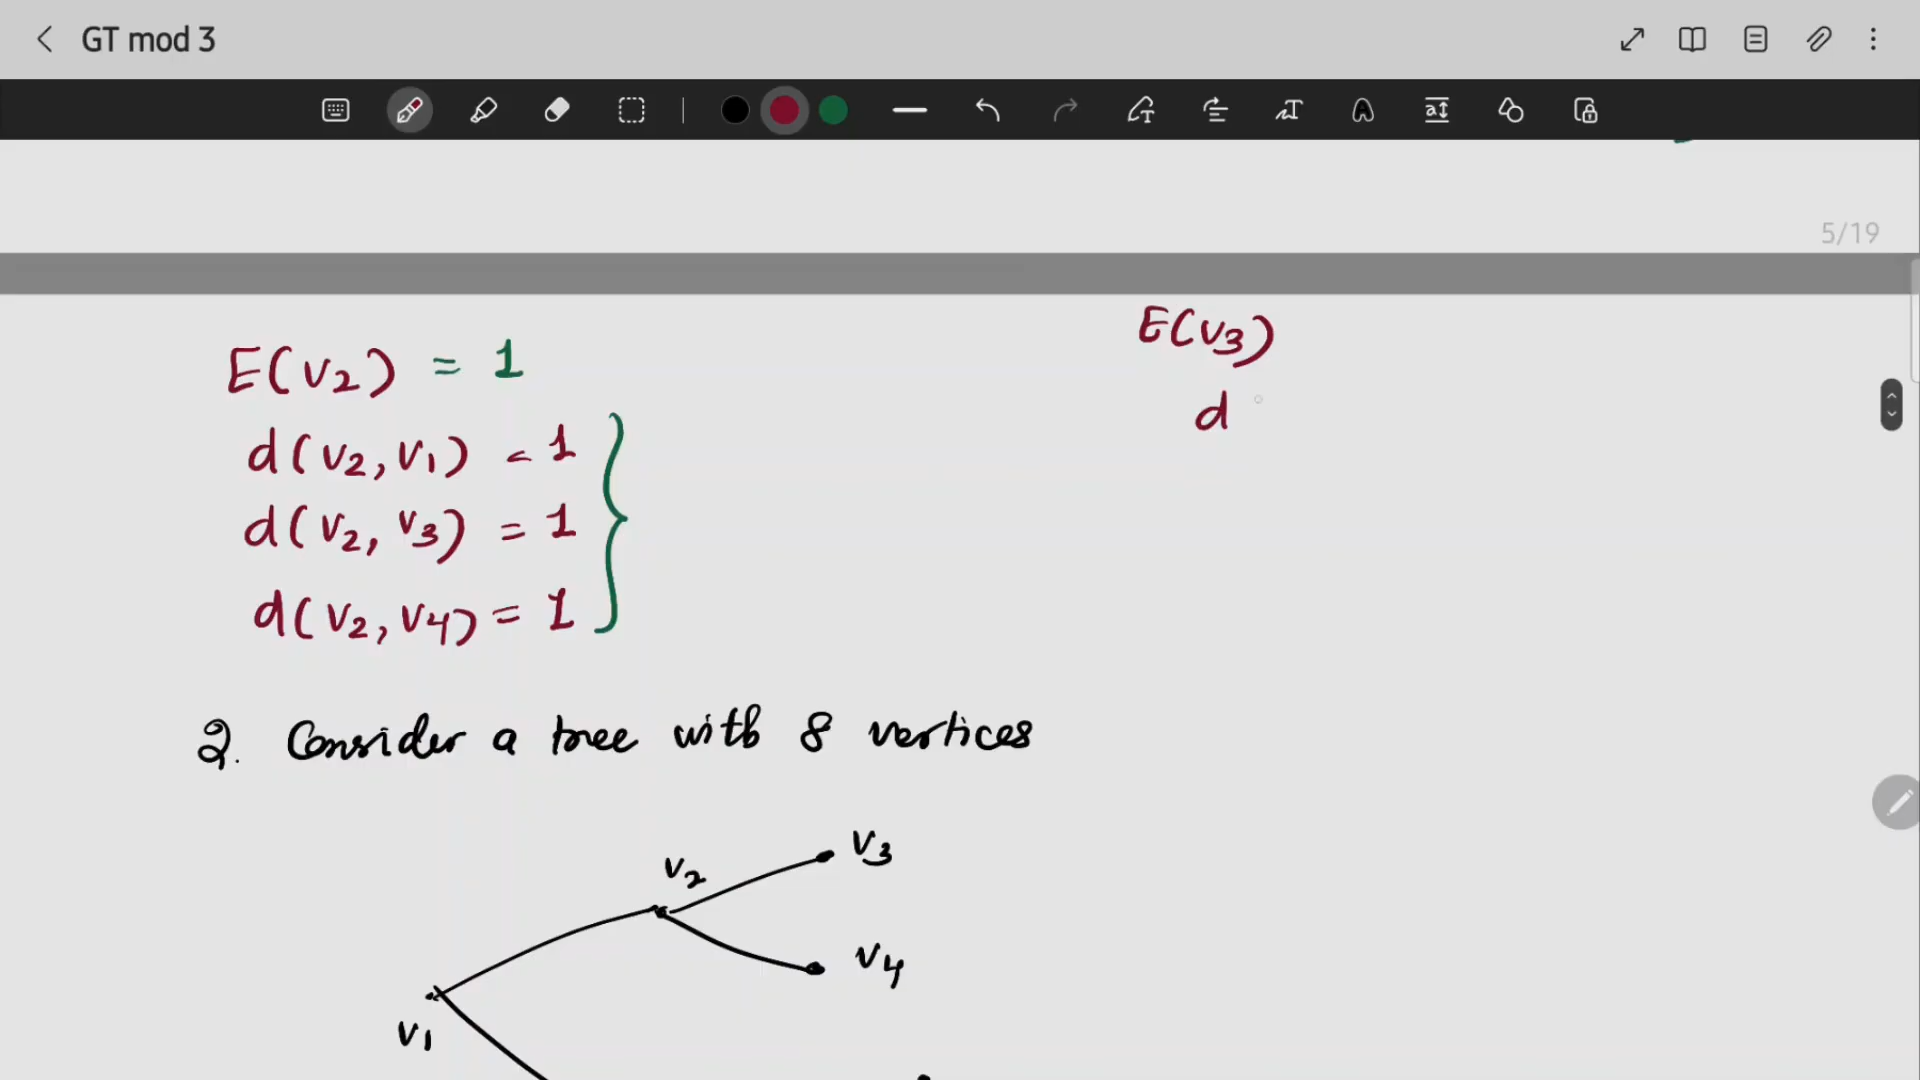 GT mod 3
5/19
E(v2) = 1
d(v2, v1) = 1
d(v2, v3) = 1
d(v2, v4) = 1
E(v3)
d
2. Consider a tree with 8 vertices
v2
v3
v4
v1